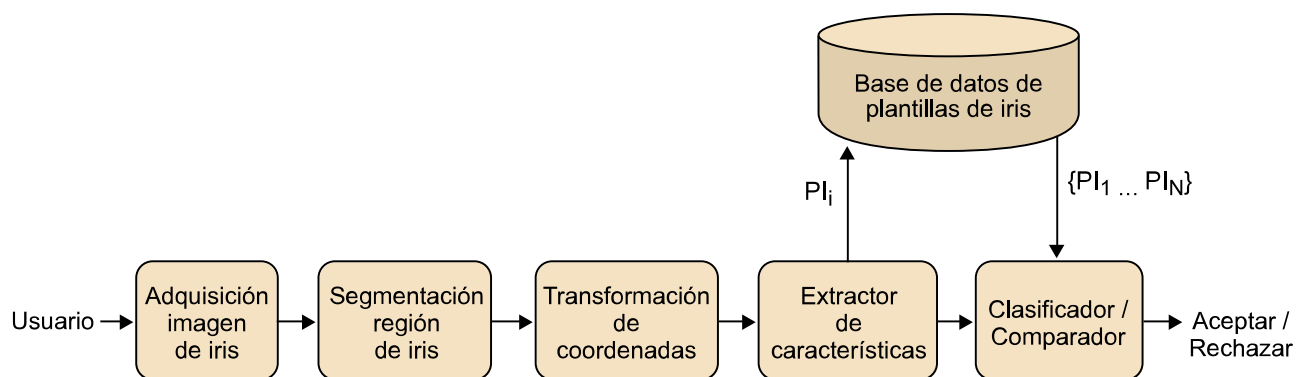 Base de datos de
plantillas de iris
PIi
{PI1 ... PIN}
Usuario
Adquisición
imagen
de iris
Segmentación
región
de iris
Transformación
de
coordenadas
Extractor
de
características
Clasificador /
Comparador
Aceptar /
Rechazar